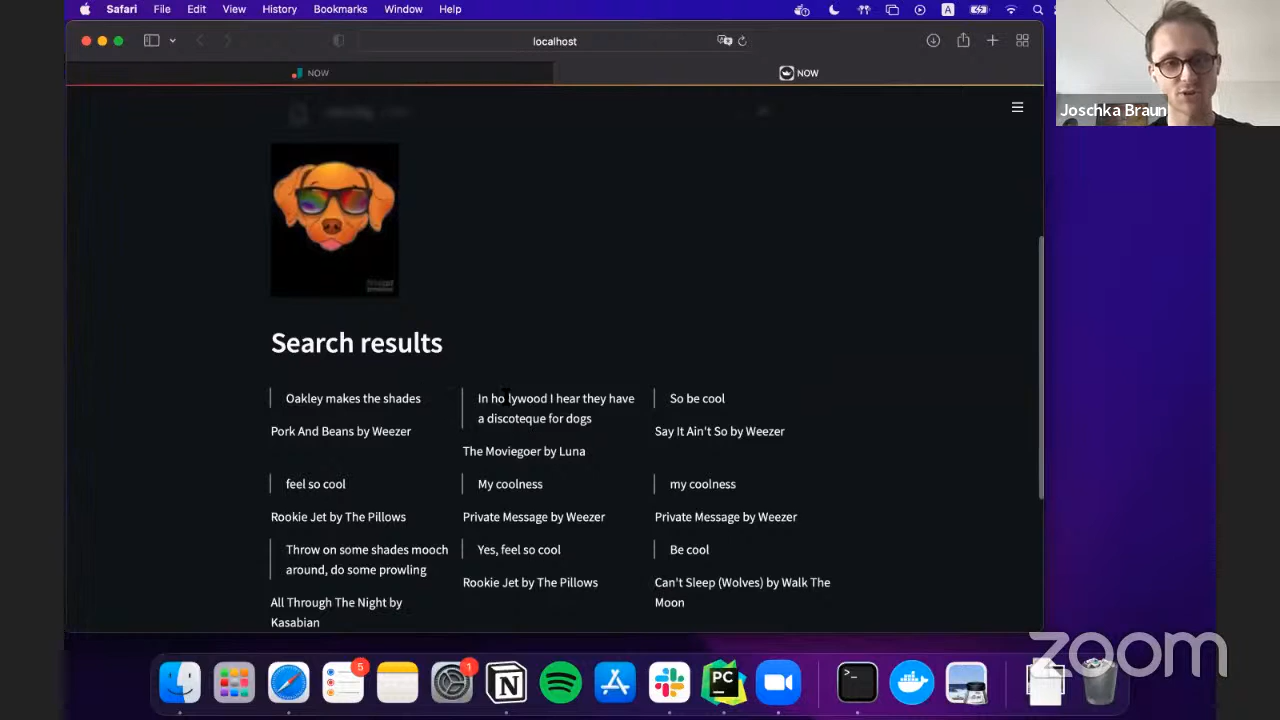 Safari File Edit View History Bookmarks Window Help
A
localhost
NOW
NOW
Joschka Braun
Search results
Oakley makes the shades
Pork And Beans by Weezer
In ho lywood I hear they have
a discoteque for dogs
The Moviegoer by Luna
So be cool
Say It Ain't So by Weezer
feel so cool
Rookie Jet by The Pillows
My coolness
Private Message by Weezer
my coolness
Private Message by Weezer
Throw on some shades mooch
around, do some prowling
All Through The Night by
Kasabian
Yes, feel so cool
Rookie Jet by The Pillows
Be cool
Can't Sleep (Wolves) by Walk The
Moon
5
1
N
PC
>_
zoom